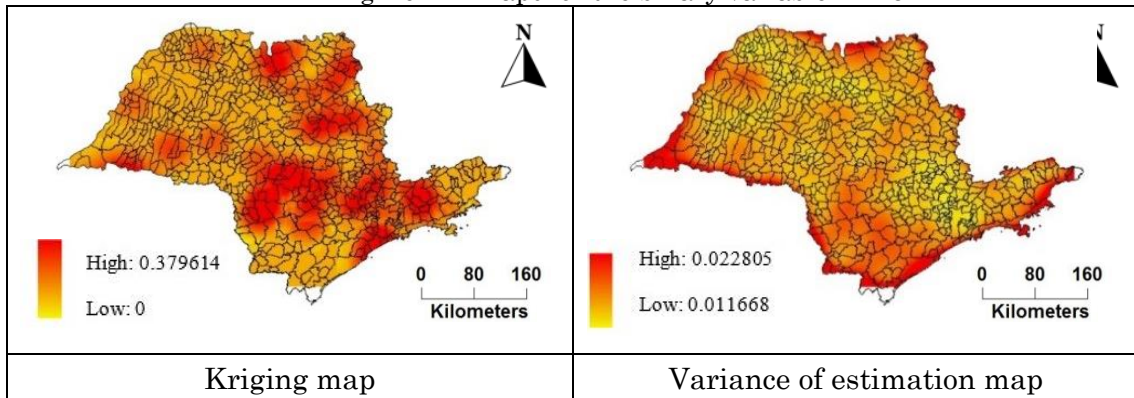 N
High: 0.379614
Low: 0
0 80 160
Kilometers
Kriging map
High: 0.022805
Low: 0.011668
0 80 160
Kilometers
Variance of estimation map